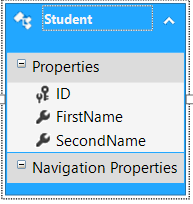 Student
Properties
ID
FirstName
SecondName
Navigation Properties